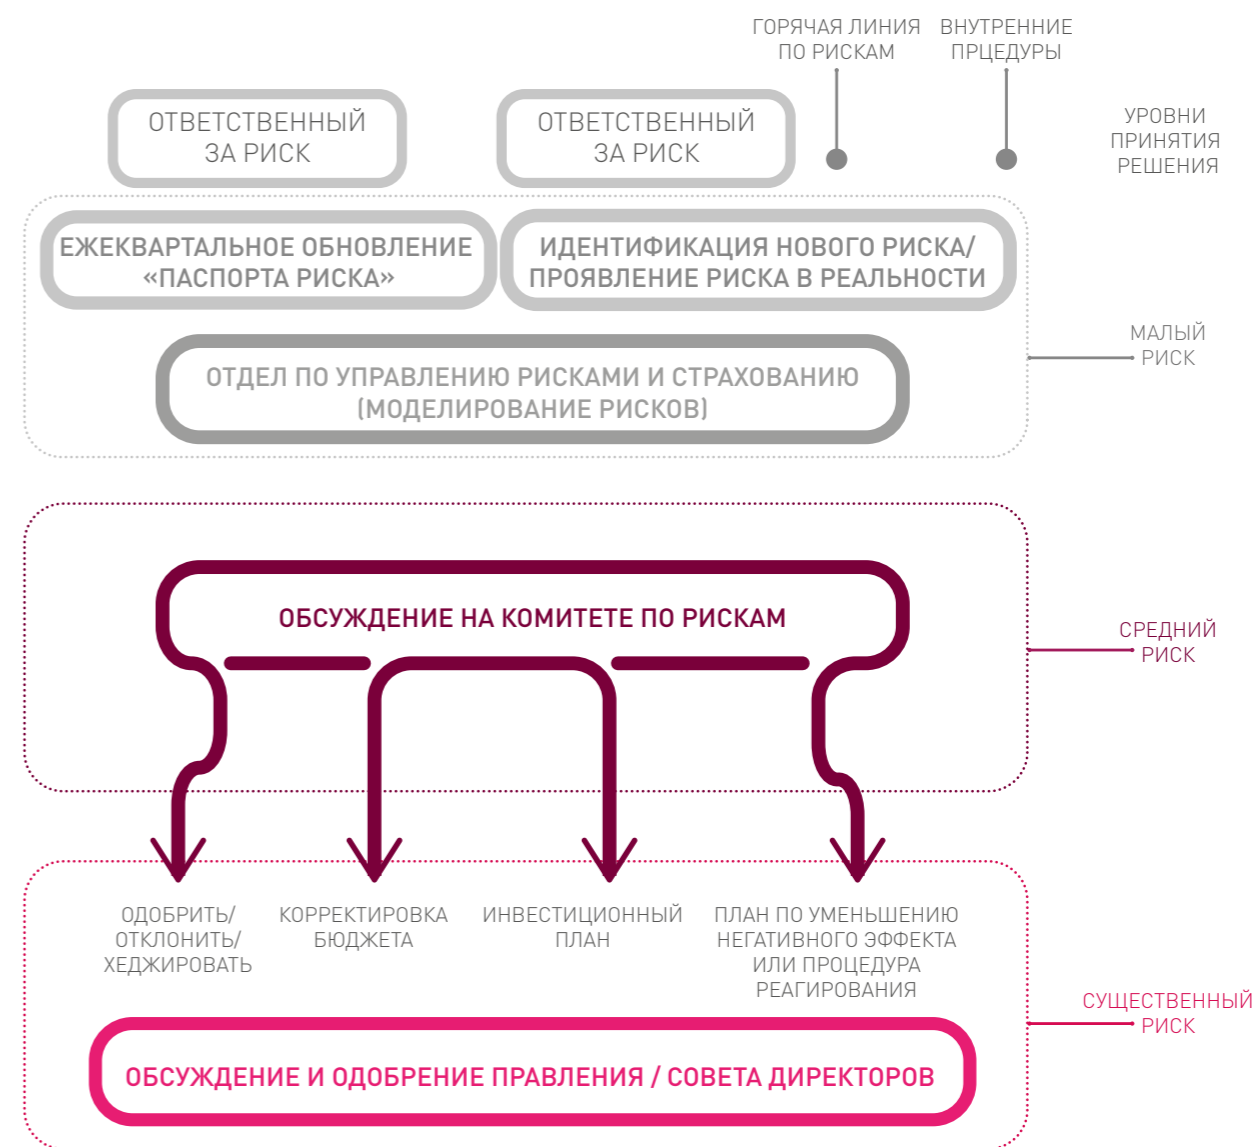 ГОРЯЧАЯ ЛИНИЯ
ПО РИСКАМ
ВНУТРЕННИЕ
ПРЦЕДУРЫ
УРОВНИ
ПРИНЯТИЯ
РЕШЕНИЯ
ОТВЕТСТВЕННЫЙ
ЗА РИСК
ОТВЕТСТВЕННЫЙ
ЗА РИСК
ЕЖЕКВАРТАЛЬНОЕ ОБНОВЛЕНИЕ
«ПАСПОРТА РИСКА»
ИДЕНТИФИКАЦИЯ НОВОГО РИСКА/
ПРОЯВЛЕНИЕ РИСКА В РЕАЛЬНОСТИ
МАЛЫЙ
РИСК
ОТДЕЛ ПО УПРАВЛЕНИЮ РИСКАМИ И СТРАХОВАНИЮ
(МОДЕЛИРОВАНИЕ РИСКОВ)
ОБСУЖДЕНИЕ НА КОМИТЕТЕ ПО РИСКАМ
СРЕДНИЙ
РИСК
ОДОБРИТЬ/
ОТКЛОНИТЬ/
ХЕДЖИРОВАТЬ
КОРРЕКТИРОВКА
БЮДЖЕТА
ИНВЕСТИЦИОННЫЙ
ПЛАН
ПЛАН ПО УМЕНЬШЕНИЮ
НЕГАТИВНОГО ЭФФЕКТА
ИЛИ ПРОЦЕДУРА
РЕАГИРОВАНИЯ
СУЩЕСТВЕННЫЙ
РИСК
ОБСУЖДЕНИЕ И ОДОБРЕНИЕ ПРАВЛЕНИЯ / СОВЕТА ДИРЕКТОРОВ